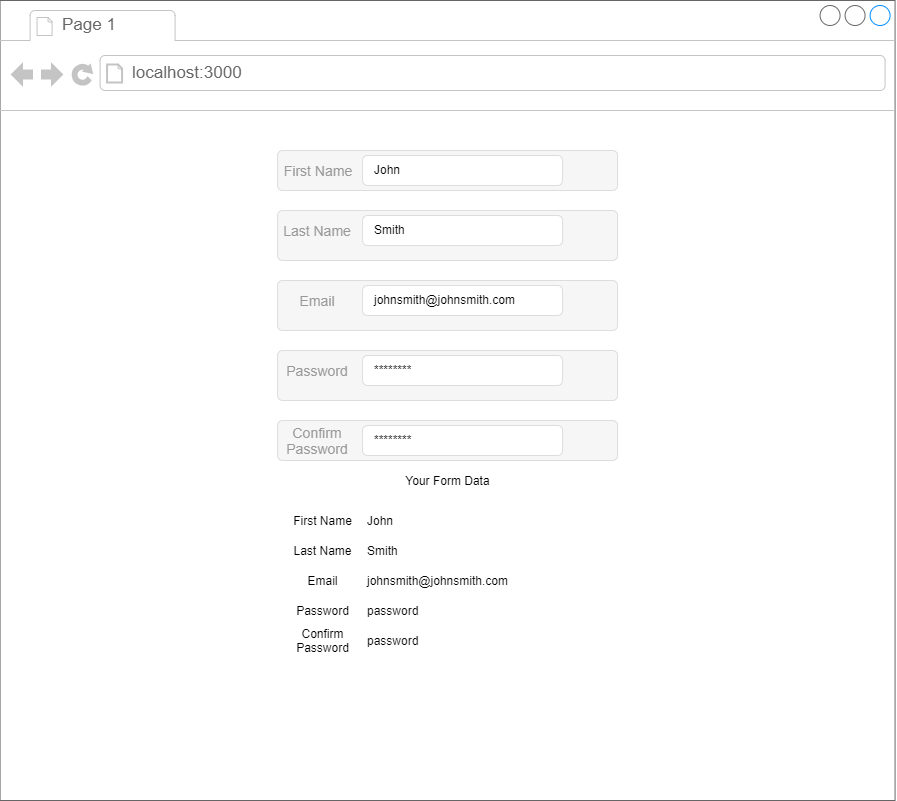 Page 1
localhost:3000
First Name John
Last Name Smith
Email johnsmith@johnsmith.com
Password ********
Confirm
Password ********
Your Form Data
First Name John
Last Name Smith
Email johnsmith@johnsmith.com
Password password
Confirm
Password password